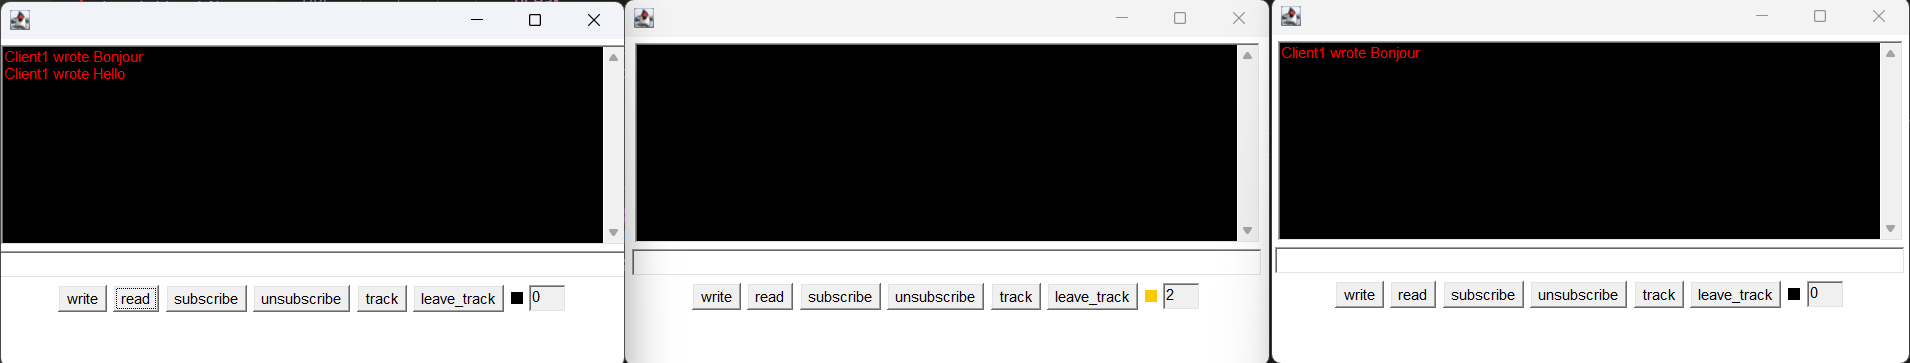 Client1 wrote Bonjour
Client1 wrote Hello
write read subscribe unsubscribe track leave_track 0
write read subscribe unsubscribe track leave_track 2
Client1 wrote Bonjour
write read subscribe unsubscribe track leave_track 0